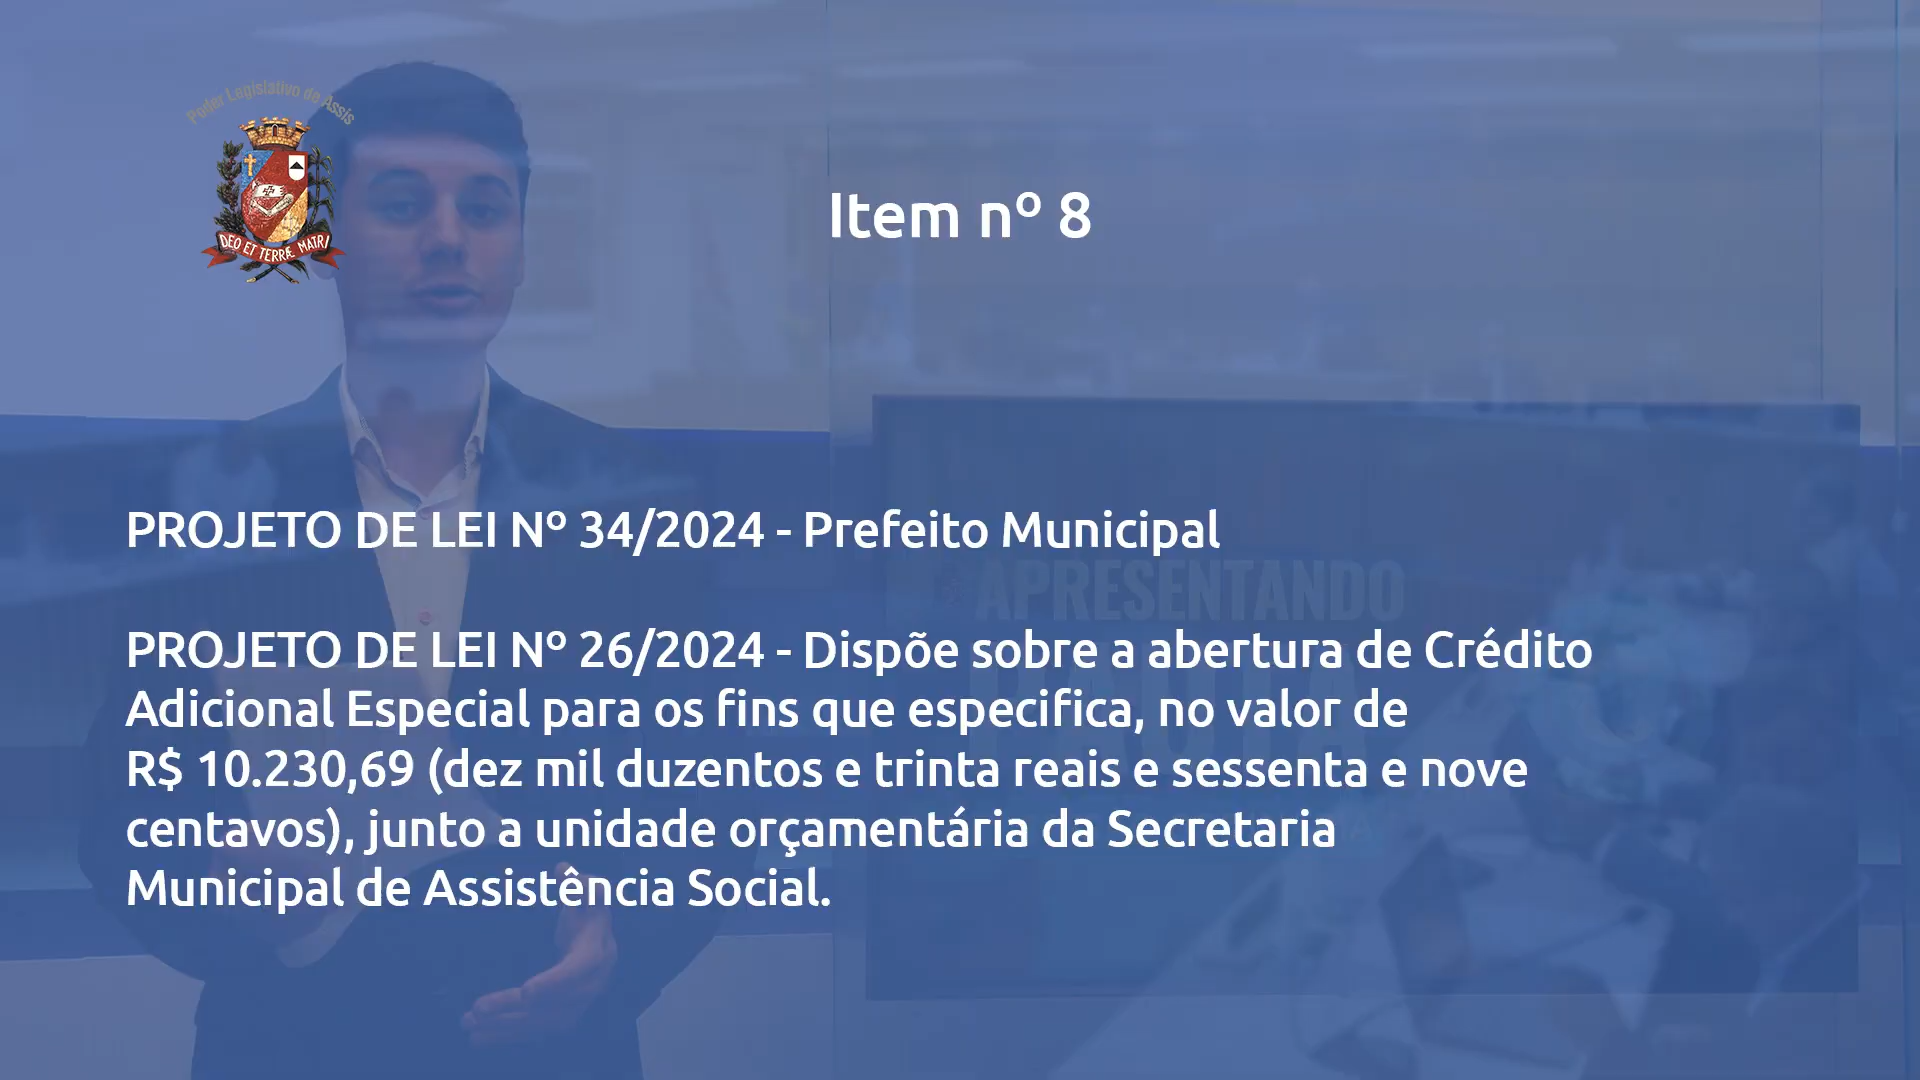 Poder Legislativo de Assis
DEO ET TERRÆ MATRI
Item nº 8
PROJETO DE LEI Nº 34/2024 - Prefeito Municipal
APRESENTANDO
PAUTA
PROJETO DE LEI Nº 26/2024 - Dispõe sobre a abertura de Crédito
Adicional Especial para os fins que especifica, no valor de
R$ 10.230,69 (dez mil duzentos e trinta reais e sessenta e nove
centavos), junto a unidade orçamentária da Secretaria
Municipal de Assistência Social.